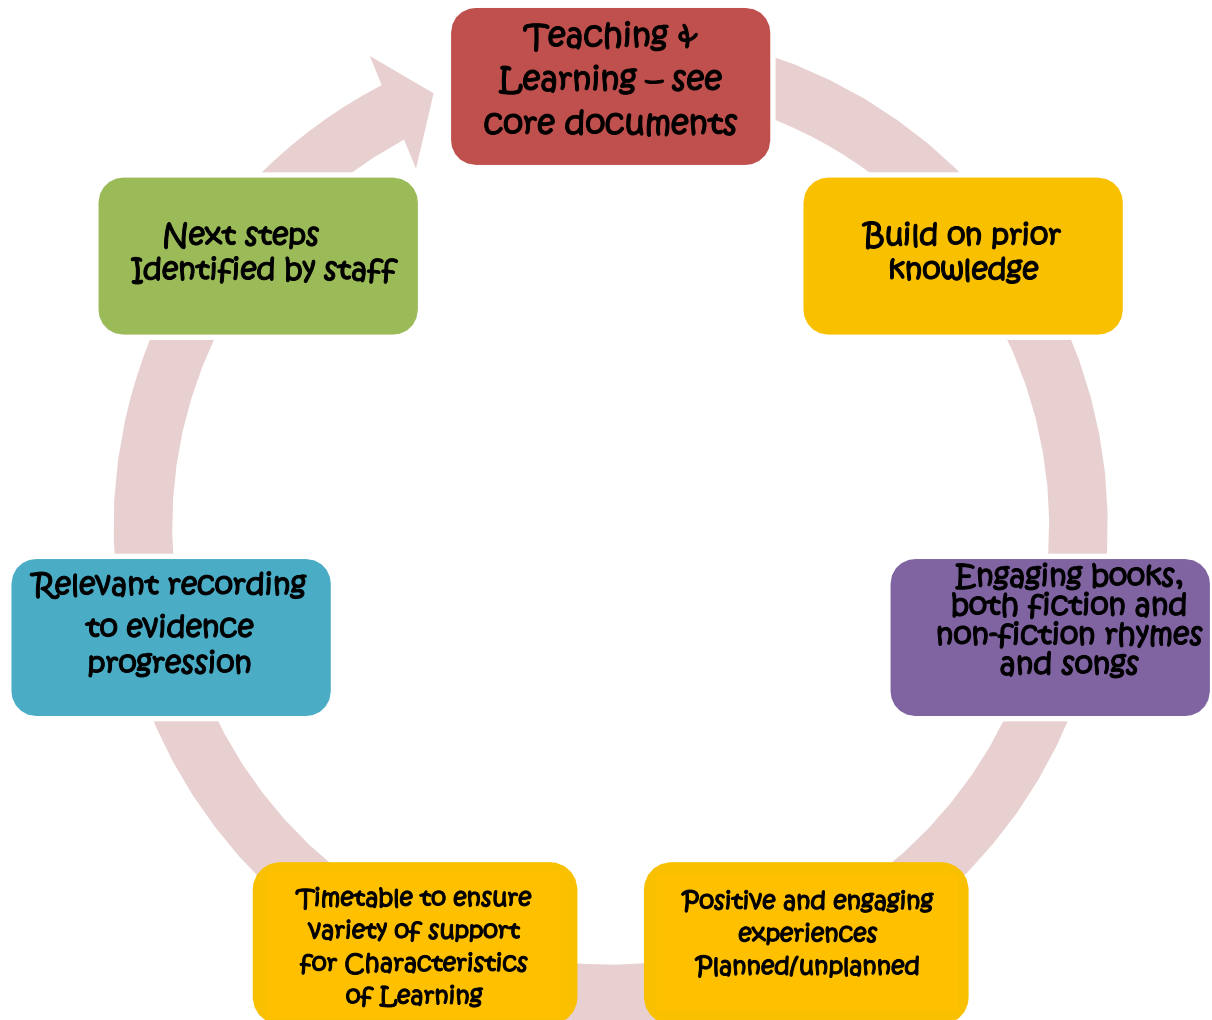 Teaching &
Learning – see
core documents
Build on prior
knowledge
Engaging books,
both fiction and
non-fiction rhymes
and songs
Positive and engaging
experiences
Planned/unplanned
Timetable to ensure
variety of support
for Characteristics
of Learning
Relevant recording
to evidence
progression
Next steps
Identified by staff